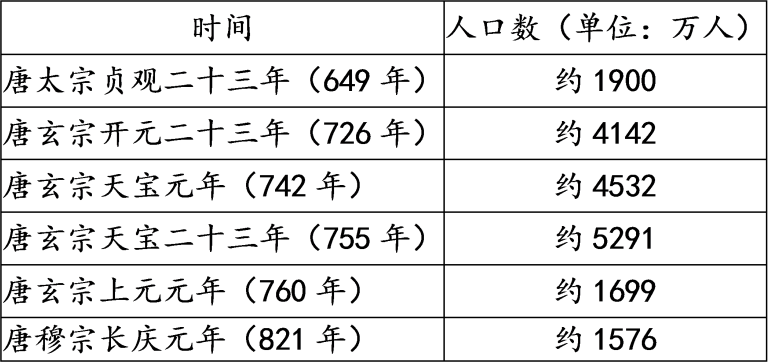 时间 人口数（单位：万人）
唐太宗贞观二十三年（649 年） 约 1900
唐玄宗开元二十三年（726 年） 约 4142
唐玄宗天宝元年（742 年） 约 4532
唐玄宗天宝二十三年（755 年） 约 5291
唐玄宗上元元年（760 年） 约 1699
唐穆宗长庆元年（821 年） 约 1576